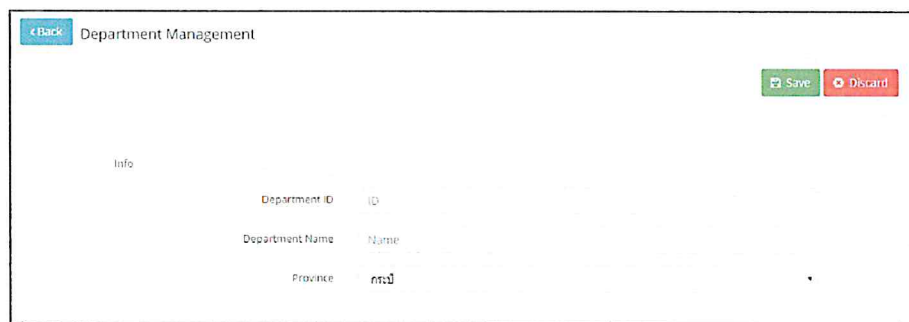 Back Department Management
Save Discard
Info
Department ID ID
Department Name Name
Province กระบี่